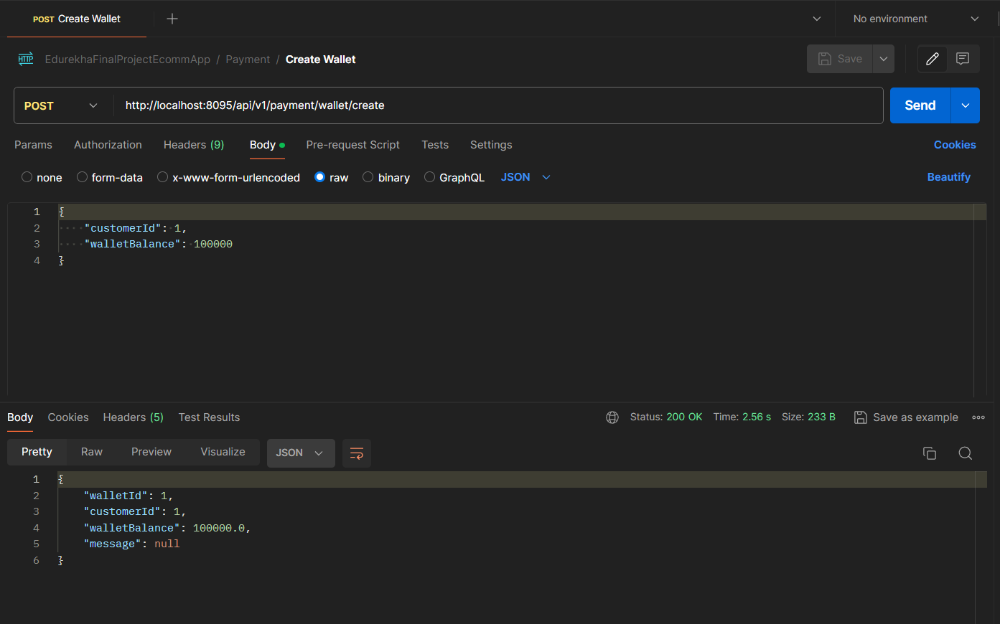 POST Create Wallet
No environment
HTTP EdurekhaFinalProjectEcommApp / Payment / Create Wallet
Save
POST http://localhost:8095/api/v1/payment/wallet/create
Send
Params Authorization Headers (9) Body Pre-request Script Tests Settings Cookies
none form-data x-www-form-urlencoded raw binary GraphQL JSON Beautify
1 {
2 "customerId": 1,
3 "walletBalance": 100000
4 }
Body Cookies Headers (5) Test Results Status: 200 OK Time: 2.56 s Size: 233 B Save as example
Pretty Raw Preview Visualize JSON
1 {
2 "walletId": 1,
3 "customerId": 1,
4 "walletBalance": 100000.0,
5 "message": null
6 }